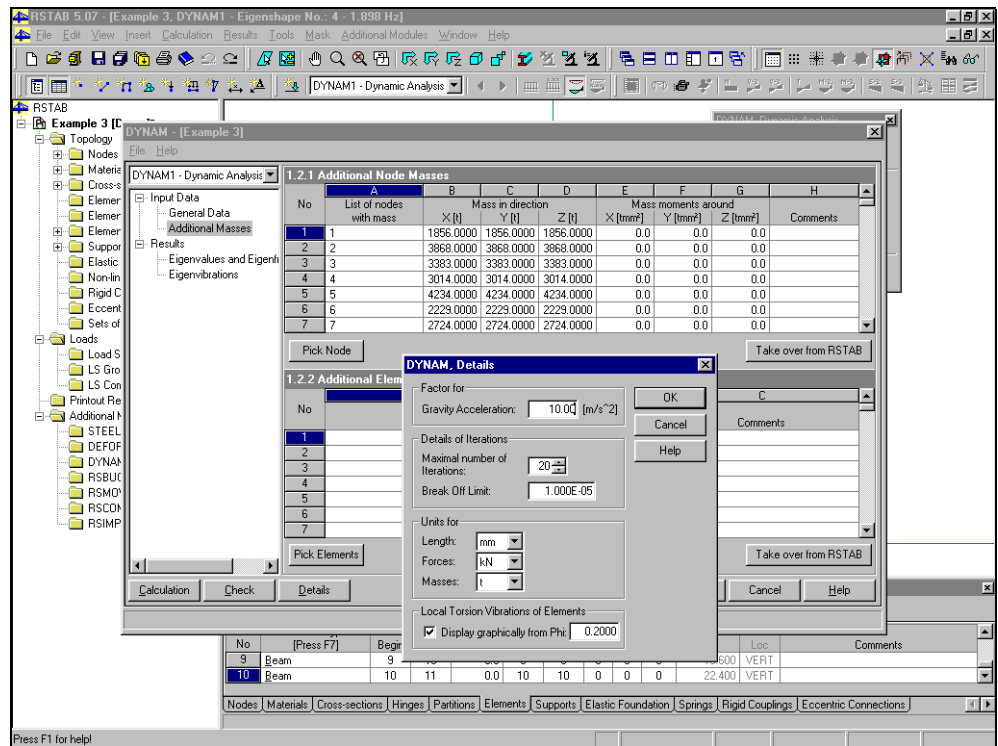 RSTAB 5.07 - [Example 3, DYNAM1 - Eigenshape No.: 4 - 1.898 Hz]
File Edit View Insert Calculation Results Tools Mask Additional Modules Window Help
DYNAM1 - Dynamic Analysis
RSTAB
Example 3
Topology
Nodes
Materia
Cross-s
Elemer
Elemer
Elemer
Suppor
Elastic
Non-lin
Rigid C
Eccent
Sets of
Loads
Load S
LS Gro
LS Con
Printout Re
Additional
STEEL
DEFOF
DYNAM
RSBUC
RSMO
RSCON
RSIMP
DYNAM - [Example 3]
File Help
DYNAM1 - Dynamic Analysis
Input Data
General Data
Additional Masses
Results
Eigenvalues and Eigenfr
Eigenvibrations
1.2.1 Additional Node Masses
A B C D E F G H
No List of nodes Mass in direction Mass moments around
with mass X [t] Y [t] Z [t] X [tmm²] Y [tmm²] Z [tmm²] Comments
1 1 1856.0000 1856.0000 1856.0000 0.0 0.0 0.0
2 2 3868.0000 3868.0000 3868.0000 0.0 0.0 0.0
3 3 3383.0000 3383.0000 3383.0000 0.0 0.0 0.0
4 4 3014.0000 3014.0000 3014.0000 0.0 0.0 0.0
5 5 4234.0000 4234.0000 4234.0000 0.0 0.0 0.0
6 6 2229.0000 2229.0000 2229.0000 0.0 0.0 0.0
7 7 2724.0000 2724.0000 2724.0000 0.0 0.0 0.0
Pick Node Take over from RSTAB
1.2.2 Additional Elem
C
No Comments
1
2
3
4
5
6
7
Pick Elements Take over from RSTAB
Calculation Check Details Cancel Help
DYNAM, Details
Factor for
Gravity Acceleration: 10.00 [m/s^2]
Details of Iterations
Maximal number of
Iterations: 20
Break Off Limit: 1.000E-05
Units for
Length: mm
Forces: kN
Masses: t
Local Torsion Vibrations of Elements
Display graphically from Phi: 0.2000
OK
Cancel
Help
No [Press F7] Begin Loc Comments
9 Beam 9 VERT
10 Beam 10 11 0.0 10 10 0 0 0 22.400 VERT
Nodes Materials Cross-sections Hinges Partitions Elements Supports Elastic Foundation Springs Rigid Couplings Eccentric Connections
Press F1 for help!